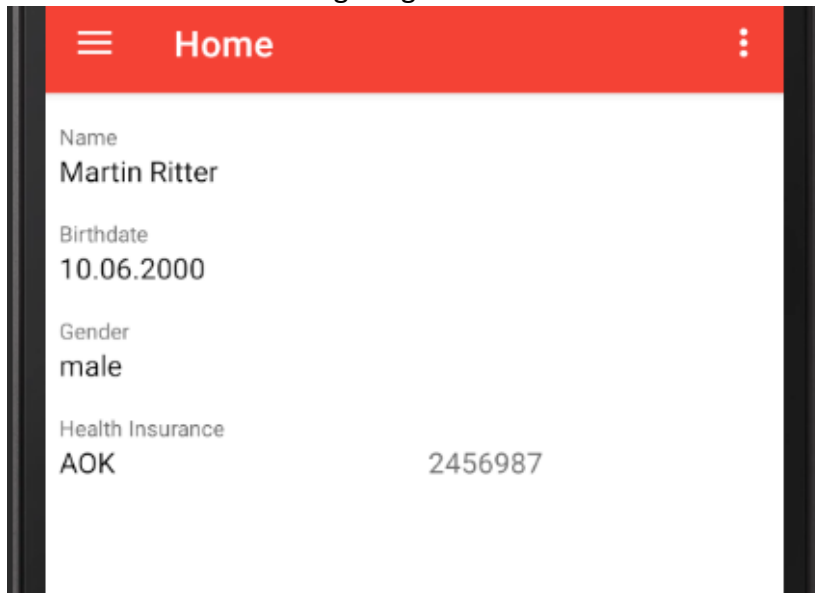 Home
Name
Martin Ritter
Birthdate
10.06.2000
Gender
male
Health Insurance
AOK 2456987